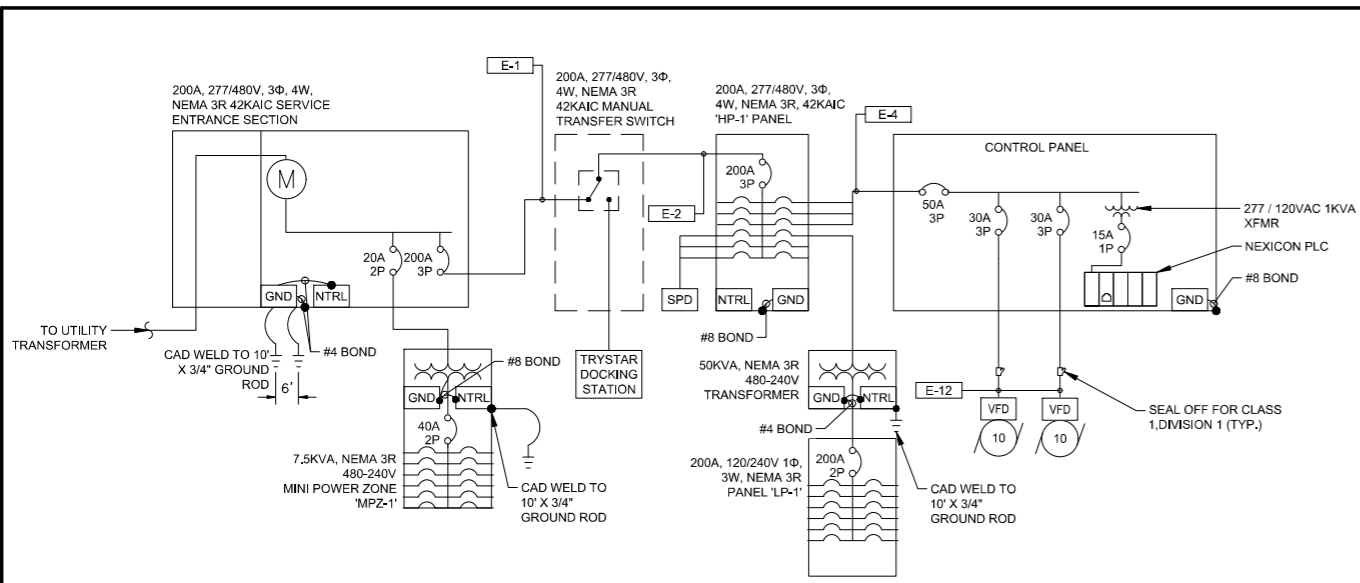 E-1
200A, 277/480V, 3Φ, 4W,
NEMA 3R 42KAIC SERVICE
ENTRANCE SECTION
200A, 277/480V, 3Φ,
4W, NEMA 3R
42KAIC MANUAL
TRANSFER SWITCH
200A, 277/480V, 3Φ,
4W, NEMA 3R, 42KAIC
'HP-1' PANEL
E-4
CONTROL PANEL
M
200A
3P
E-2
50A
3P
30A
3P
30A
3P
15A
1P
277 / 120VAC 1KVA
XFMR
NEXICON PLC
20A
2P
200A
3P
GND
NTRL
SPD
NTRL
GND
GND
#8 BOND
TO UTILITY
TRANSFORMER
CAD WELD TO 10'
X 3/4" GROUND
ROD
6'
#4 BOND
#8 BOND
TRYSTAR
DOCKING
STATION
#8 BOND
50KVA, NEMA 3R
480-240V
TRANSFORMER
GND
NTRL
GND
NTRL
E-12
VFD
VFD
10
10
SEAL OFF FOR CLASS
1,DIVISION 1 (TYP.)
40A
2P
#4 BOND
7.5KVA, NEMA 3R
480-240V
MINI POWER ZONE
'MPZ-1'
CAD WELD TO
10' X 3/4"
GROUND ROD
200A, 120/240V 1Φ,
3W, NEMA 3R
PANEL 'LP-1'
200A
2P
CAD WELD TO
10' X 3/4"
GROUND ROD